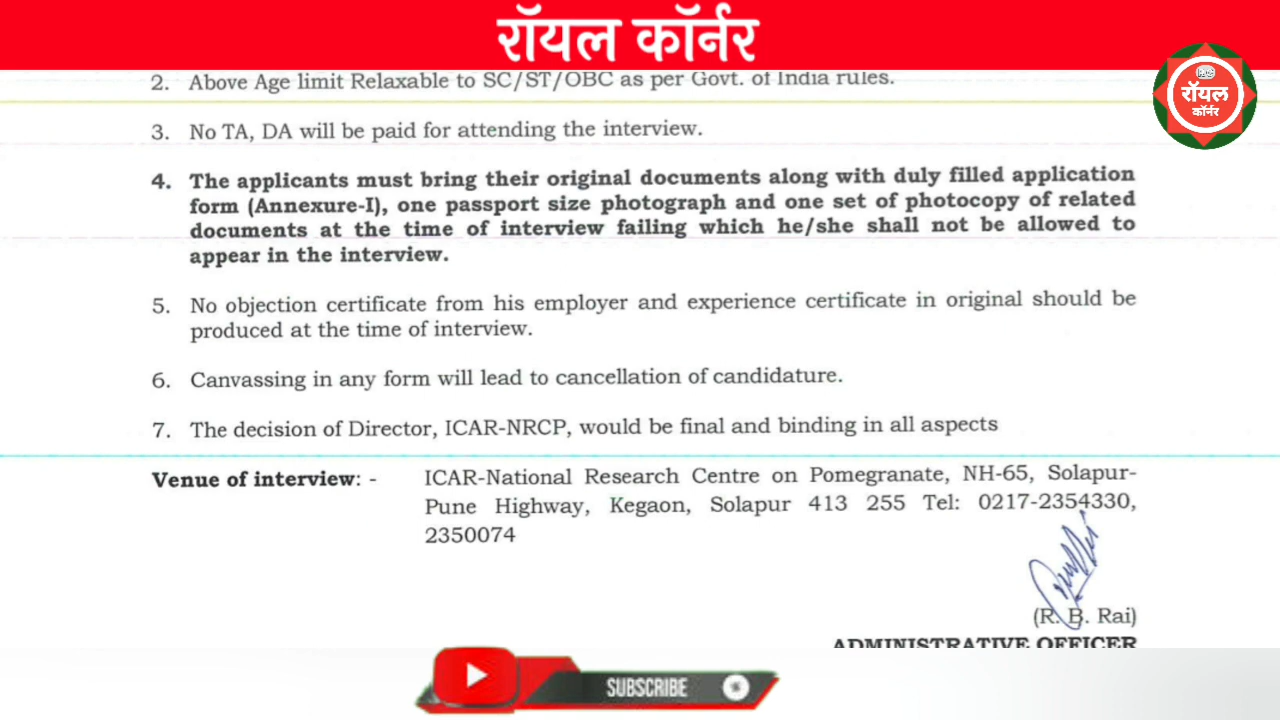 रॉयल कॉर्नर
रॉयल
कॉर्नर
2. Above Age limit Relaxable to SC/ST/OBC as per Govt. of India rules.
3. No TA, DA will be paid for attending the interview.
4. The applicants must bring their original documents along with duly filled application
form (Annexure-I), one passport size photograph and one set of photocopy of related
documents at the time of interview failing which he/she shall not be allowed to
appear in the interview.
5. No objection certificate from his employer and experience certificate in original should be
produced at the time of interview.
6. Canvassing in any form will lead to cancellation of candidature.
7. The decision of Director, ICAR-NRCP, would be final and binding in all aspects
Venue of interview: - ICAR-National Research Centre on Pomegranate, NH-65, Solapur-
Pune Highway, Kegaon, Solapur 413 255 Tel: 0217-2354330,
2350074
(R. B. Rai)
ADMINISTRATIVE OFFICER
SUBSCRIBE